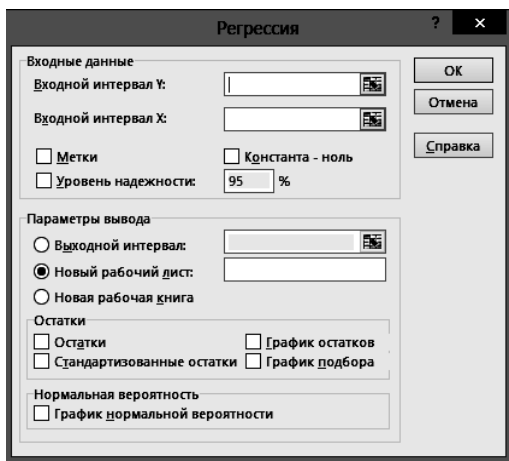 Регрессия ? ×
Входные данные
Входной интервал Y:
Входной интервал X:
Метки
Константа - ноль
Уровень надежности: 95 %
ОК
Отмена
Справка
Параметры вывода
Выходной интервал:
Новый рабочий лист:
Новая рабочая книга
Остатки
Остатки
График остатков
Стандартизованные остатки
График подбора
Нормальная вероятность
График нормальной вероятности